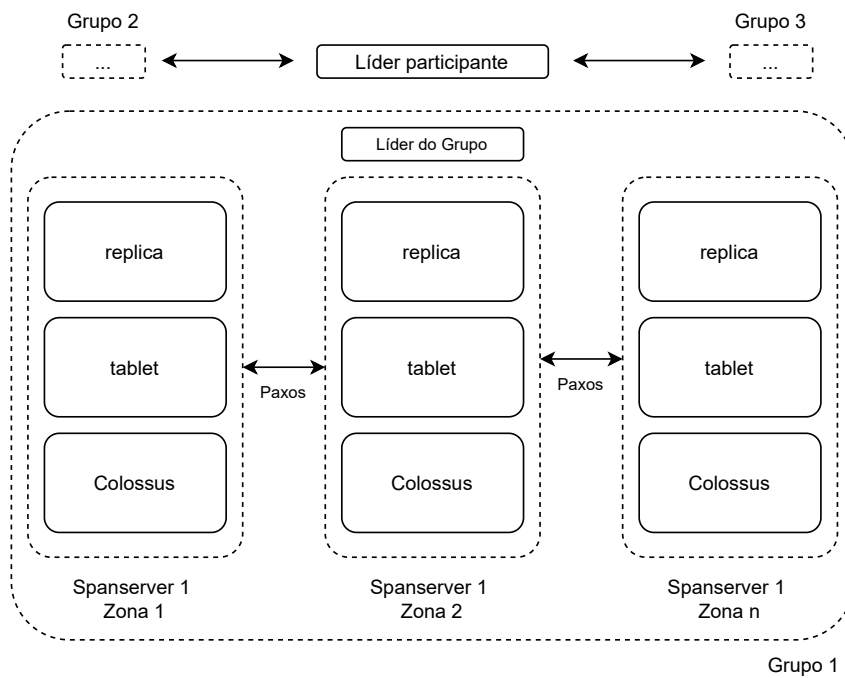 Grupo 2
Grupo 3
...
Líder participante
...
Líder do Grupo
replica
replica
replica
tablet
tablet
tablet
Paxos
Paxos
Colossus
Colossus
Colossus
Spanserver 1
Zona 1
Spanserver 1
Zona 2
Spanserver 1
Zona n
Grupo 1